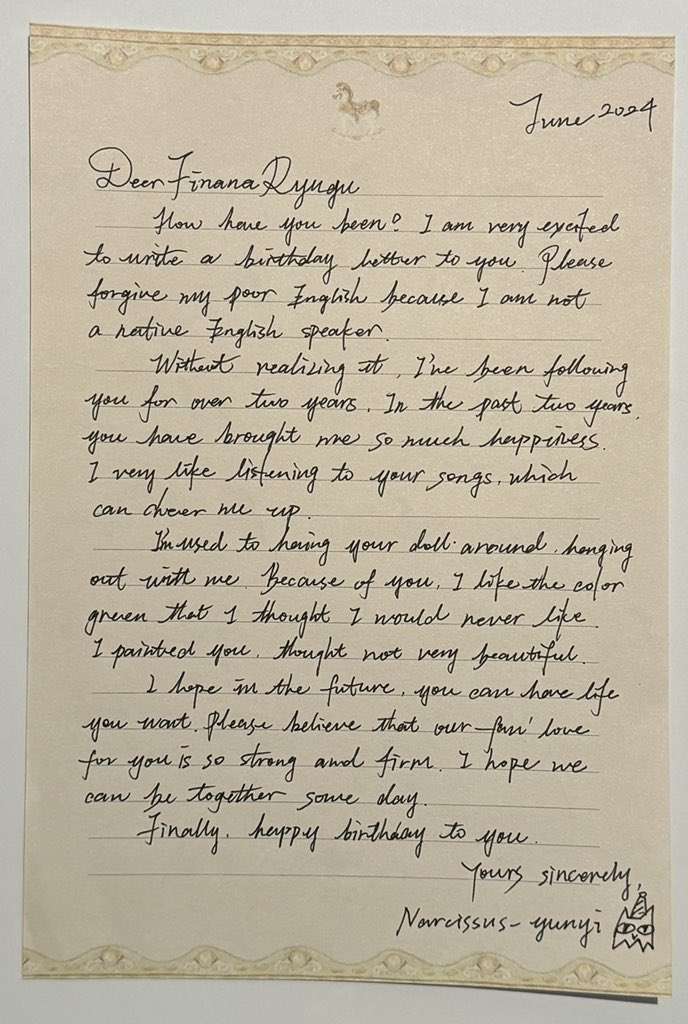 June 2024
Deer Finana Ryugu
How have you been? I am very excited
to write a birthday letter to you. Please
forgive my poor English because I am not
a native English speaker.
Without realizing it, I've been following
you for over two years. In the past two years,
you have brought me so much happiness.
I very like listening to your songs, which
can cheer me up.
I'm used to having your doll around, hanging
out with me. Because of you, I like the color
green that I thought I would never like.
I painted you, thought not very beautiful.
I hope in the future, you can have life
you want. Please believe that our fan' love
for you is so strong and firm. I hope we
can be together some day.
Finally, happy birthday to you.
Yours sincerely,
Narcissus-yunyi